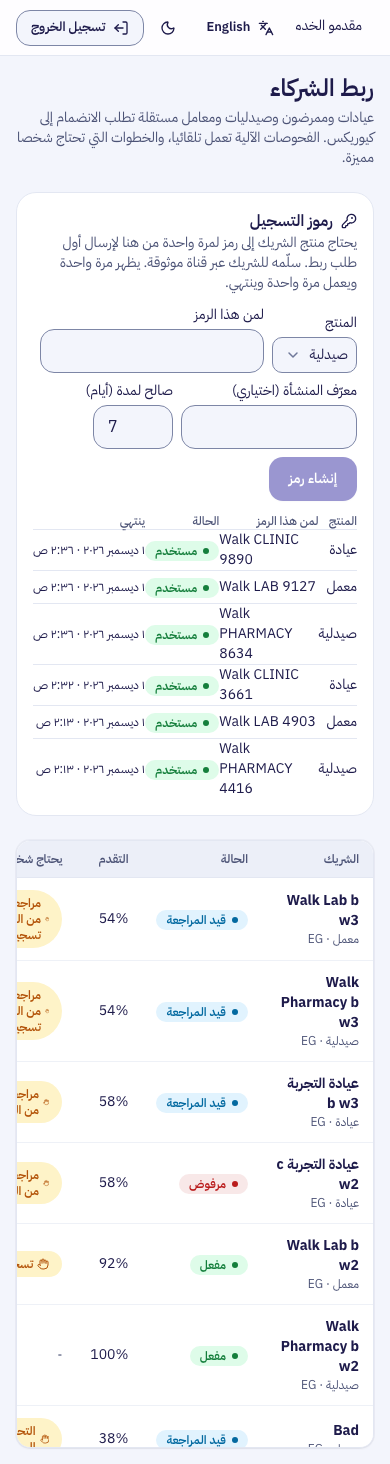 مقدمو الخده
English
تسجيل الخروج
ربط الشركاء
عيادات وممرضون وصيدليات ومعامل مستقلة تطلب الانضمام إلى
كيوريكس. الفحوصات الآلية تعمل تلقائيا، والخطوات التي تحتاج شخصا
مميزة.
رموز التسجيل
يحتاج منتج الشريك إلى رمز لمرة واحدة من هنا لإرسال أول
طلب ربط. سلّمه للشريك عبر قناة موثوقة. يظهر مرة واحدة
ويعمل مرة واحدة وينتهي.
المنتج
لمن هذا الرمز
صيدلية
معرّف المنشأة (اختياري)
صالح لمدة (أيام)
7
إنشاء رمز
المنتج لمن هذا الرمز الحالة ينتهي
عيادة Walk CLINIC 9890 مستخدم ١ ديسمبر ٢٠٢٦ · ٢:٣٦ ص
معمل Walk LAB 9127 مستخدم ١ ديسمبر ٢٠٢٦ · ٢:٣٦ ص
صيدلية Walk PHARMACY 8634 مستخدم ١ ديسمبر ٢٠٢٦ · ٢:٣٦ ص
عيادة Walk CLINIC 3661 مستخدم ١ ديسمبر ٢٠٢٦ · ٢:٣٢ ص
معمل Walk LAB 4903 مستخدم ١ ديسمبر ٢٠٢٦ · ٢:١٣ ص
صيدلية Walk PHARMACY 4416 مستخدم ١ ديسمبر ٢٠٢٦ · ٢:١٣ ص
الشريك الحالة التقدم يحتاج
Walk Lab b w3
معمل · EG
قيد المراجعة
54%
من
Walk Pharmacy b w3
صيدلية · EG
قيد المراجعة
54%
من
عيادة التجربة b w3
عيادة · EG
قيد المراجعة
58%
من
عيادة التجربة c w2
عيادة · EG
مرفوض
58%
من
Walk Lab b w2
معمل · EG
مفعل
92%
Walk Pharmacy b w2
صيدلية · EG
مفعل
100%
-
Bad
قيد المراجعة
38%